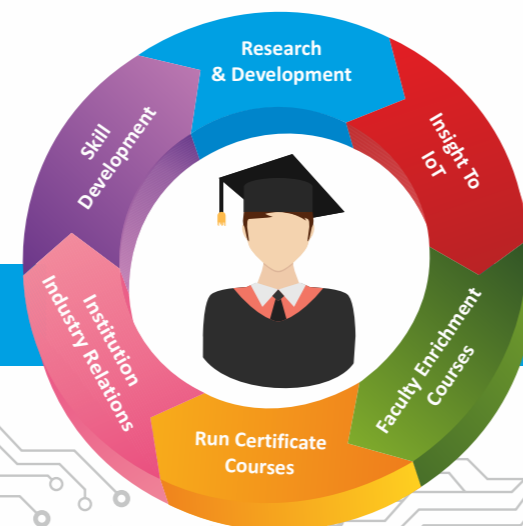 Research
& Development
Insight To
IoT
Faculty Enrichment
Courses
Run Certificate
Courses
Institution
Industry Relations
Skill
Development